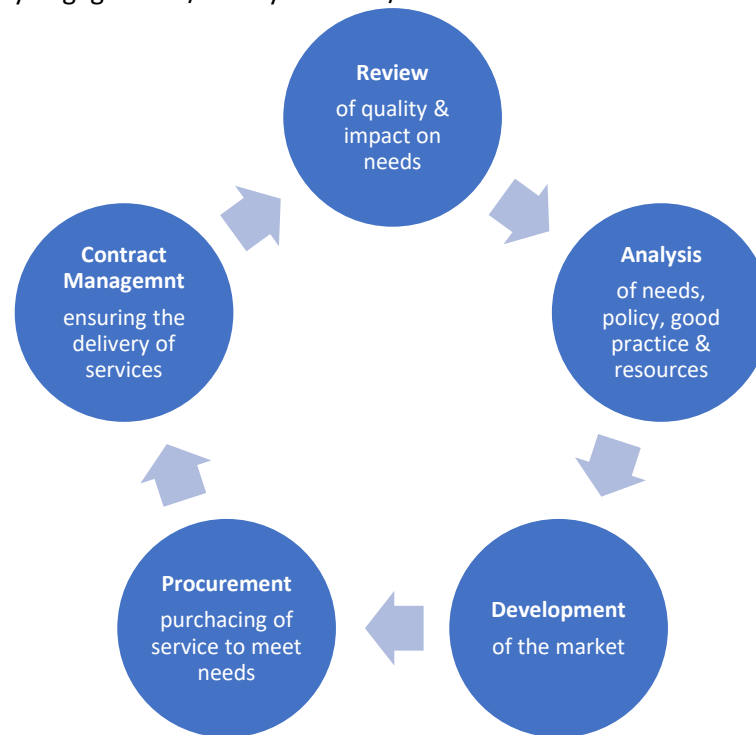 Review
of quality &
impact on
needs
Analysis
of needs,
policy, good
practice &
resources
Development
of the market
Procurement
purchacing of
service to meet
needs
Contract
Managemnt
ensuring the
delivery of
services